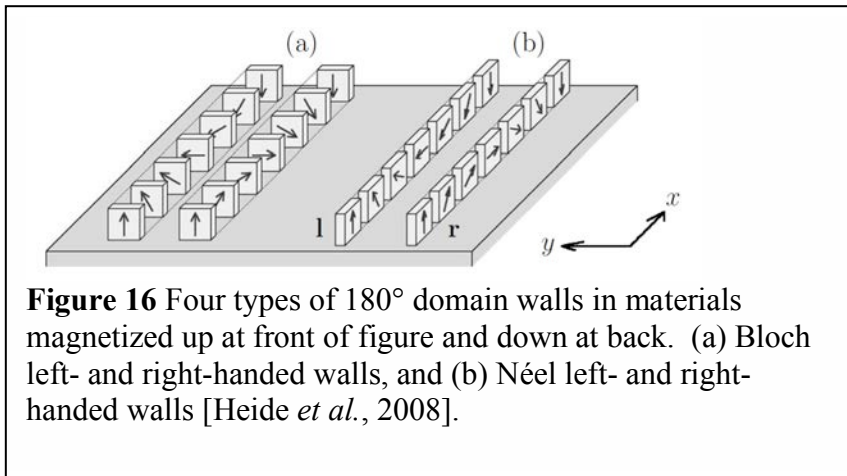 (a)
(b)
l
r
x
y
Figure 16 Four types of 180° domain walls in materials
magnetized up at front of figure and down at back.  (a) Bloch
left- and right-handed walls, and (b) Néel left- and right-
handed walls [Heide et al., 2008].